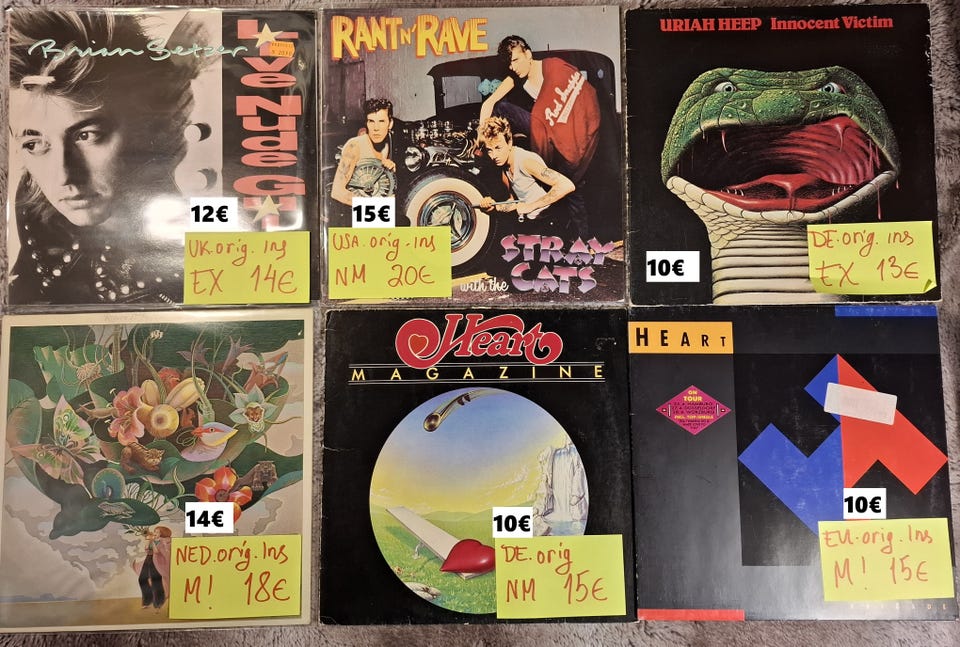 Brian Setzer
Live Nude G
12€
UK. orig. Ins
EX 14€
RANT N' RAVE
15€
USA. orig. Ins
NM 20€
with the
STRAY
CATS
URIAH HEEP Innocent Victim
10€
DE. orig. ins
EX 13€
14€
NED. orig. Ins
M! 18€
Heart
MAGAZINE
10€
DE. orig
NM 15€
HEART
ON
TOUR
10€
EU. orig. Ins
M! 15€